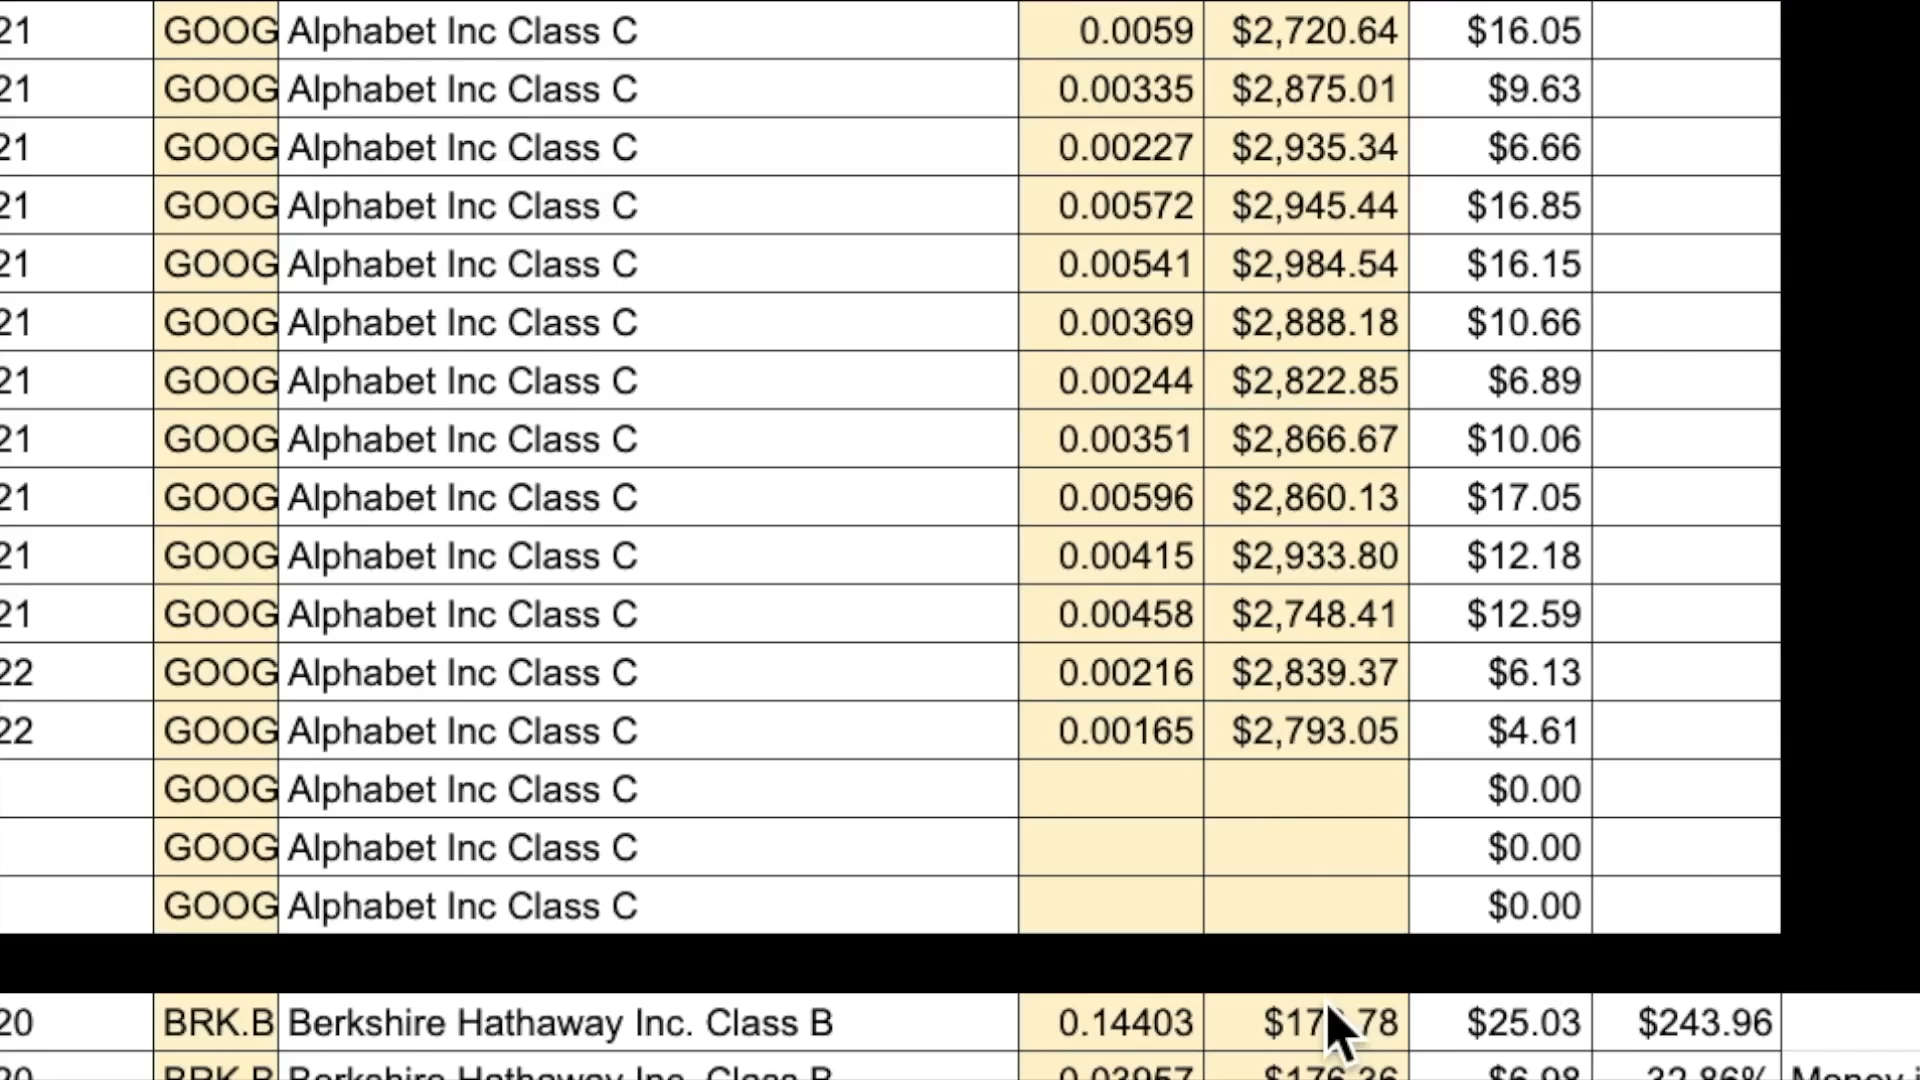 21 GOOG Alphabet Inc Class C 0.0059 $2,720.64 $16.05
21 GOOG Alphabet Inc Class C 0.00335 $2,875.01 $9.63
21 GOOG Alphabet Inc Class C 0.00227 $2,935.34 $6.66
21 GOOG Alphabet Inc Class C 0.00572 $2,945.44 $16.85
21 GOOG Alphabet Inc Class C 0.00541 $2,984.54 $16.15
21 GOOG Alphabet Inc Class C 0.00369 $2,888.18 $10.66
21 GOOG Alphabet Inc Class C 0.00244 $2,822.85 $6.89
21 GOOG Alphabet Inc Class C 0.00351 $2,866.67 $10.06
21 GOOG Alphabet Inc Class C 0.00596 $2,860.13 $17.05
21 GOOG Alphabet Inc Class C 0.00415 $2,933.80 $12.18
21 GOOG Alphabet Inc Class C 0.00458 $2,748.41 $12.59
22 GOOG Alphabet Inc Class C 0.00216 $2,839.37 $6.13
22 GOOG Alphabet Inc Class C 0.00165 $2,793.05 $4.61
GOOG Alphabet Inc Class C $0.00
GOOG Alphabet Inc Class C $0.00
GOOG Alphabet Inc Class C $0.00
20 BRK.B Berkshire Hathaway Inc. Class B 0.14403 $25.03 $243.96
20 BRK.B Berkshire Hathaway Inc. Class B 0.03957 $176.36 $6.98 32.86% Money i